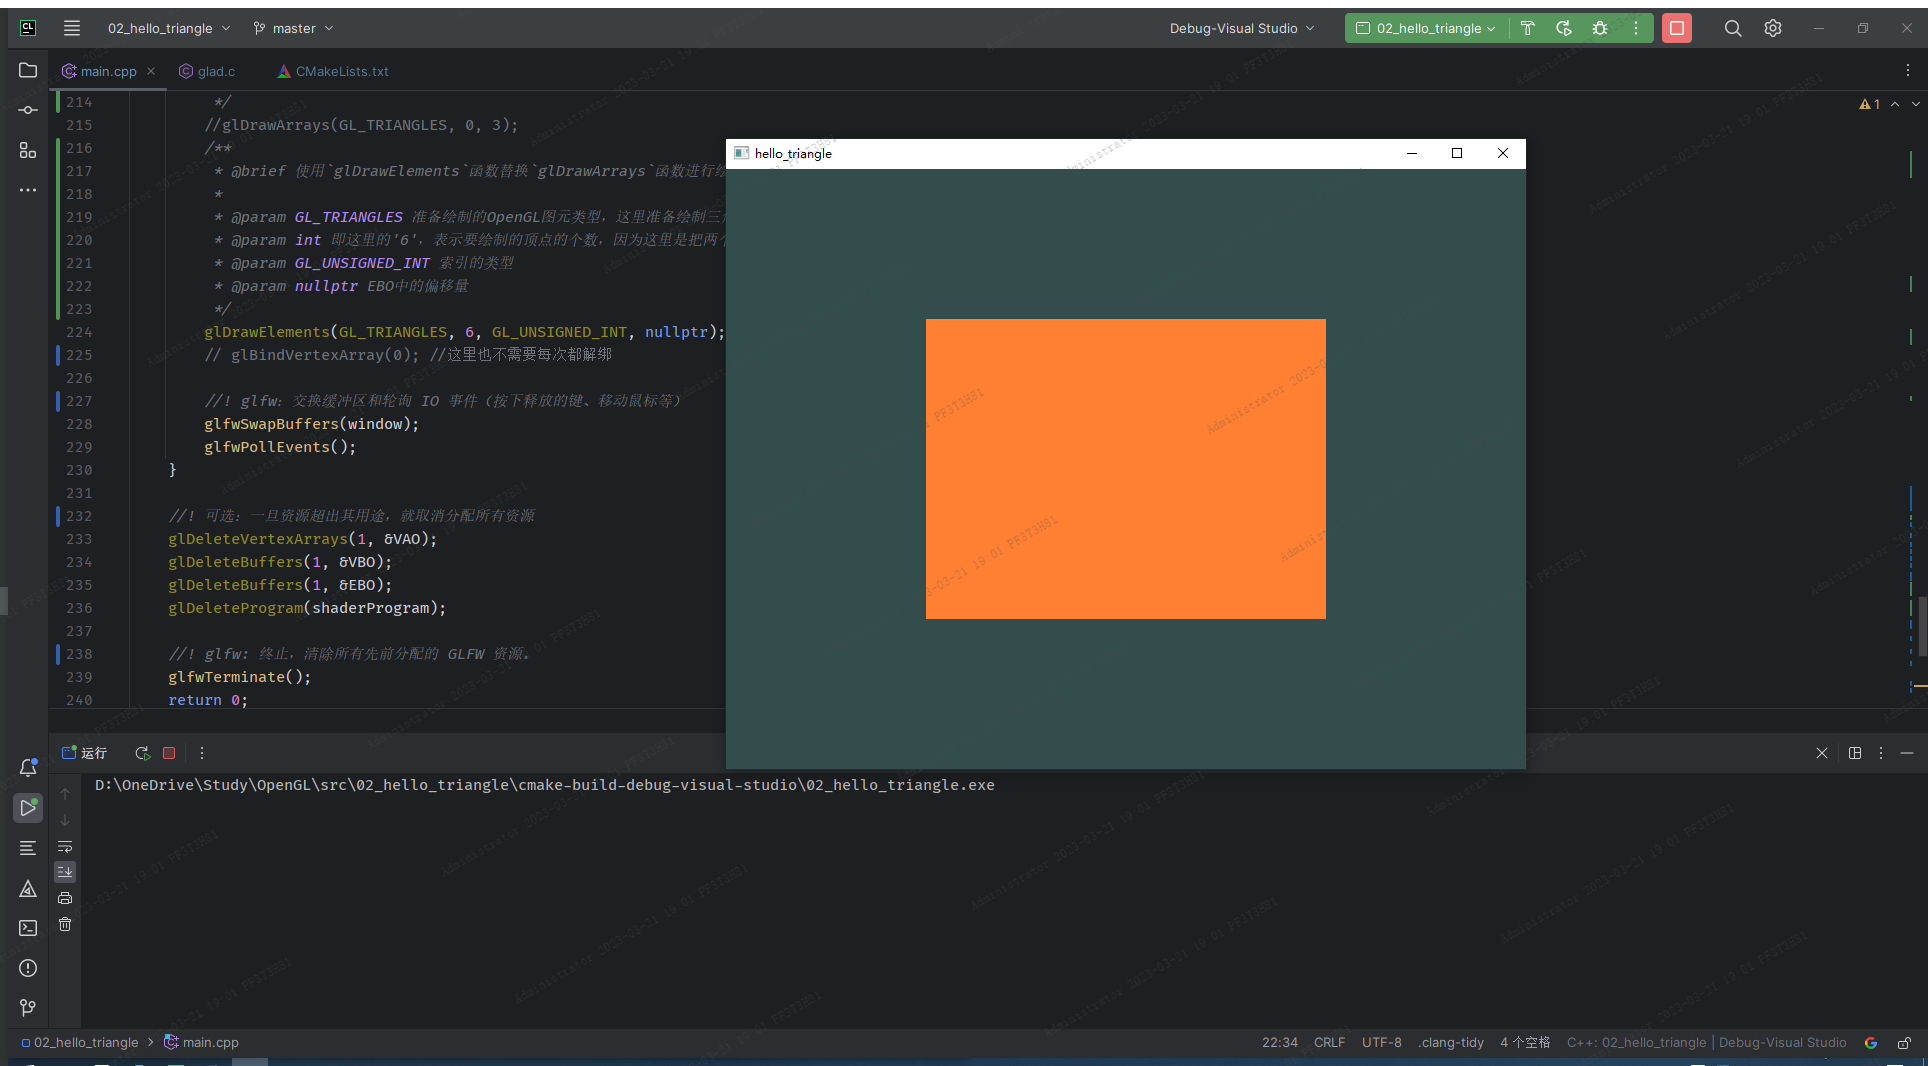 02_hello_triangle
master
Debug-Visual Studio
02_hello_triangle
main.cpp
glad.c
CMakeLists.txt
1
214 */
215 //glDrawArrays(GL_TRIANGLES, 0, 3);
216 /**
217 * @brief 使用`glDrawElements`函数替换`glDrawArrays`函数进行绘
218 *
219 * @param GL_TRIANGLES 准备绘制的OpenGL图元类型，这里准备绘制三
220 * @param int 即这里的'6'，表示要绘制的顶点的个数，因为这里是把两
221 * @param GL_UNSIGNED_INT 索引的类型
222 * @param nullptr EBO中的偏移量
223 */
224 glDrawElements(GL_TRIANGLES, 6, GL_UNSIGNED_INT, nullptr);
225 // glBindVertexArray(0); //这里也不需要每次都解绑
226
227 //! glfw: 交换缓冲区和轮询 IO 事件（按下释放的键、移动鼠标等）
228 glfwSwapBuffers(window);
229 glfwPollEvents();
230 }
231
232 //! 可选: 一旦资源超出其用途，就取消分配所有资源
233 glDeleteVertexArrays(1, &VAO);
234 glDeleteBuffers(1, &VBO);
235 glDeleteBuffers(1, &EBO);
236 glDeleteProgram(shaderProgram);
237
238 //! glfw: 终止，清除所有先前分配的 GLFW 资源.
239 glfwTerminate();
240 return 0;
hello_triangle
运行
D:\OneDrive\Study\OpenGL\src\02_hello_triangle\cmake-build-debug-visual-studio\02_hello_triangle.exe
02_hello_triangle
main.cpp
22:34
CRLF
UTF-8
.clang-tidy
4 个空格
C++: 02_hello_triangle | Debug-Visual Studio
Administrator 2023-03-21 19:01 PF3T3HS1